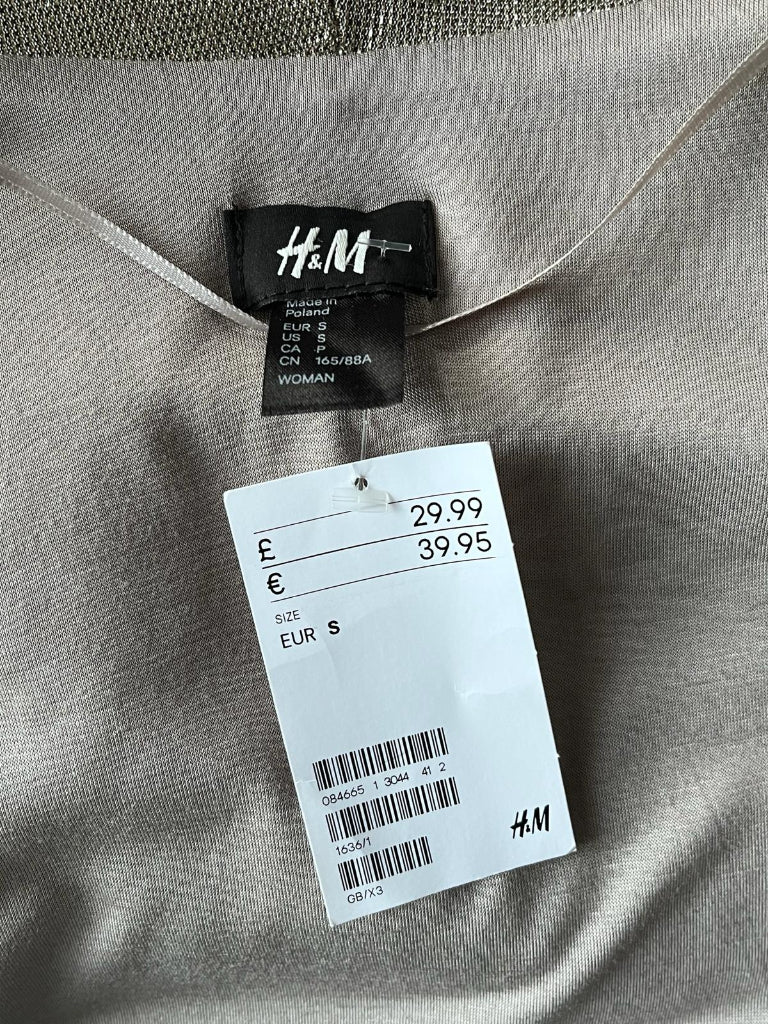 H&M
Made in
Poland
EUR S
US S
CA P
CN 165/88A
WOMAN
£ 29.99
€ 39.95
SIZE
EUR S
084665 1 3044 41 2
1636/1
GB/X3
H&M